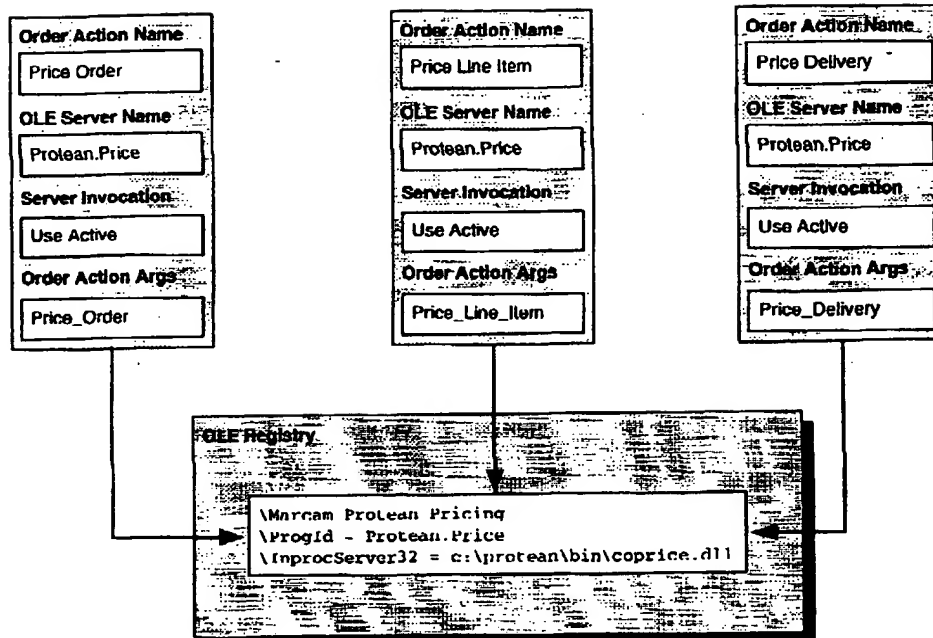 Order Action Name
Price Order
OLE Server Name
Protean.Price
Server Invocation
Use Active
Order Action Args
Price_Order
Order Action Name
Price Line Item
OLE Server Name
Protean.Price
Server Invocation
Use Active
Order Action Args
Price_Line_Item
Order Action Name
Price Delivery
OLE Server Name
Protean.Price
Server Invocation
Use Active
Order Action Args
Price_Delivery
OLE Registry
\Marcam Protean Pricing
\ProgId - Protean.Price
\InprocServer32 = c:\protean\bin\coprice.dll